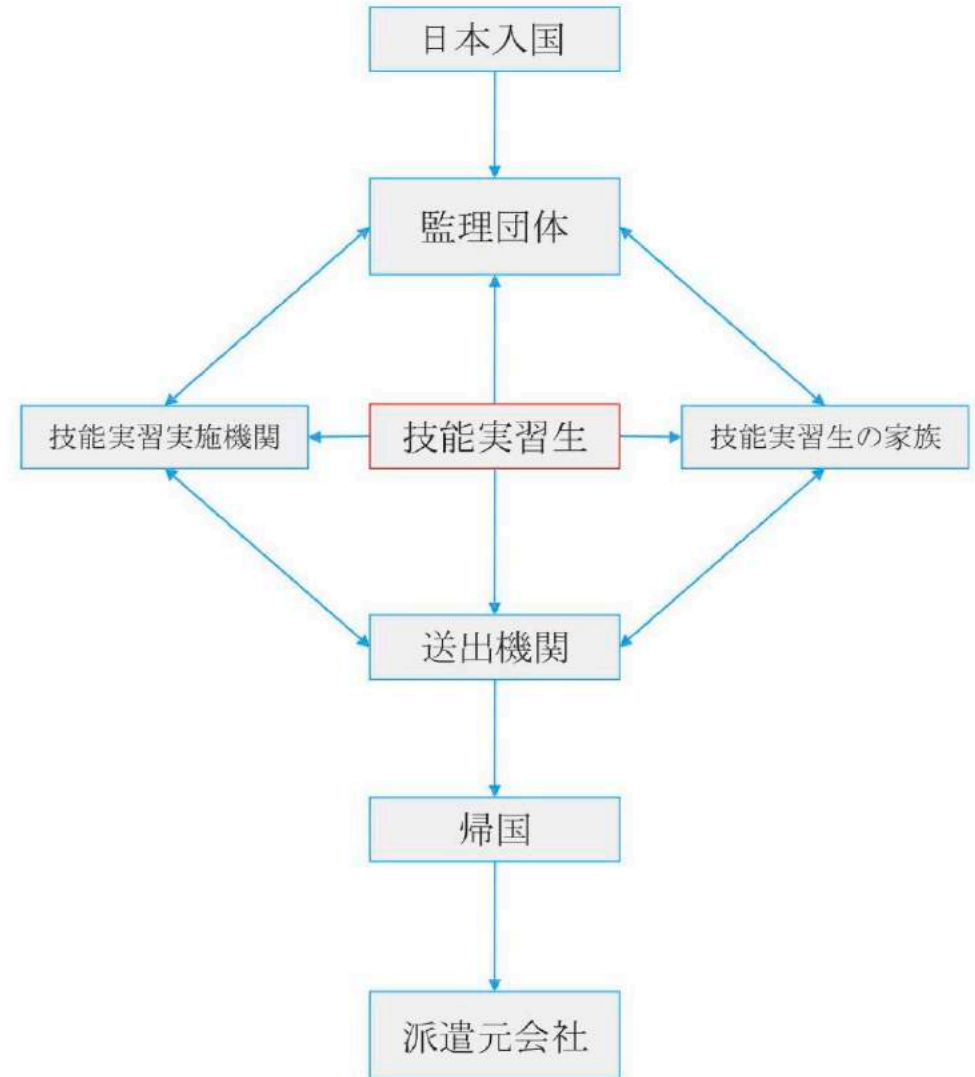 日本入国
監理団体
技能実習実施機関
技能実習生
技能実習生の家族
送出機関
帰国
派遣元会社